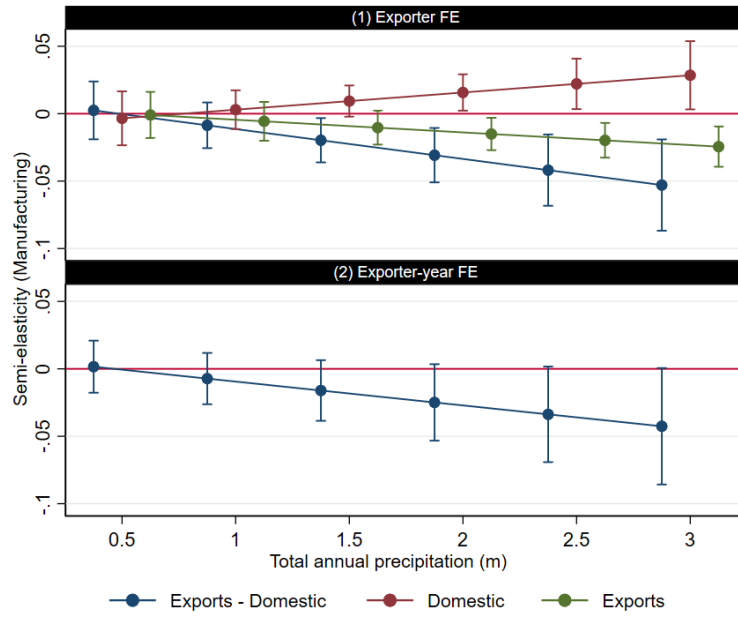 (1) Exporter FE
.05
0
-.05
-.1
(2) Exporter-year FE
.05
0
-.05
-.1
Semi-elasticity (Manufacturing)
0.5 1 1.5 2 2.5 3
Total annual precipitation (m)
Exports - Domestic Domestic Exports